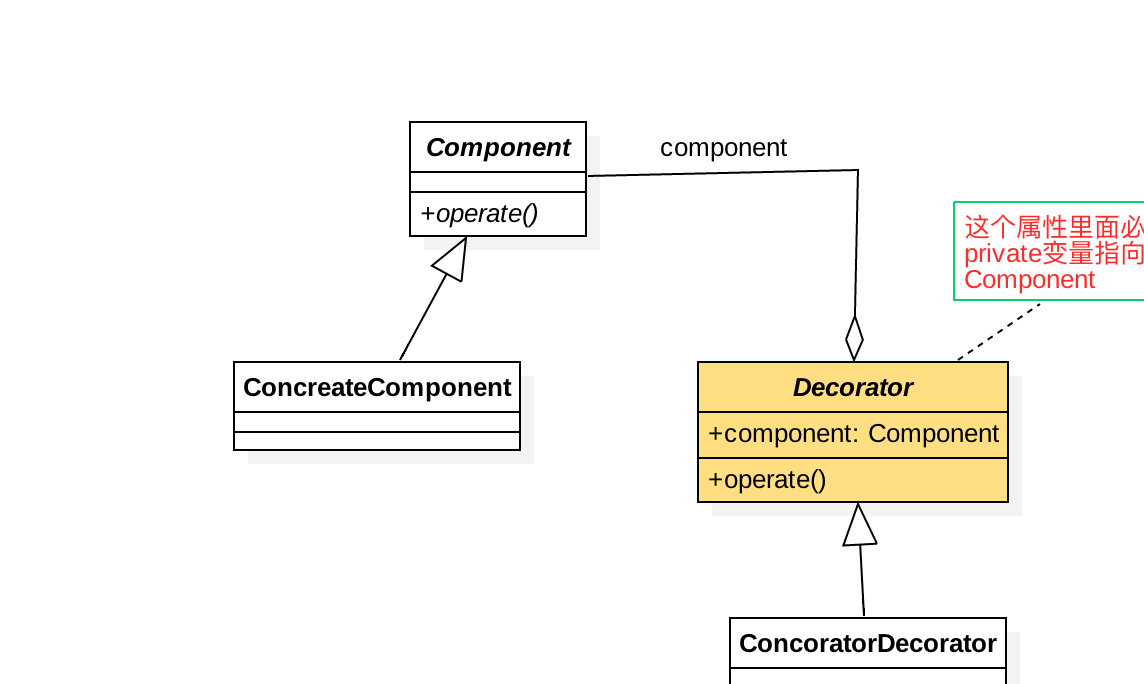 Component
component
+operate()
这个属性里面必
private变量指向
Component
ConcreateComponent
Decorator
+component: Component
+operate()
ConcoratorDecorator